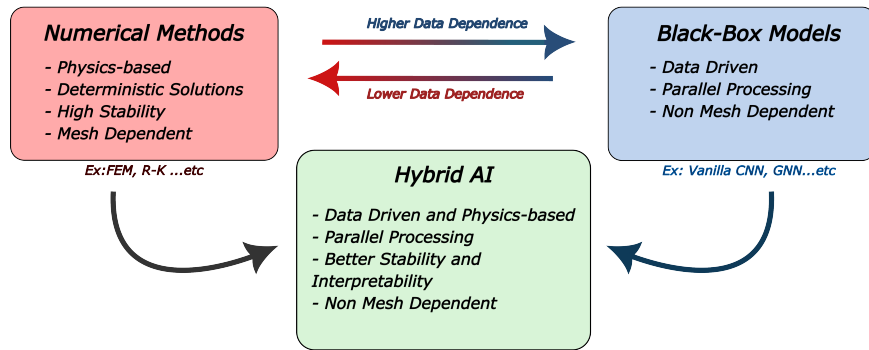 Numerical Methods
- Physics-based
- Deterministic Solutions
- High Stability
- Mesh Dependent
Ex:FEM, R-K ...etc
Higher Data Dependence
Lower Data Dependence
Black-Box Models
- Data Driven
- Parallel Processing
- Non Mesh Dependent
Ex: Vanilla CNN, GNN...etc
Hybrid AI
- Data Driven and Physics-based
- Parallel Processing
- Better Stability and
Interpretability
- Non Mesh Dependent